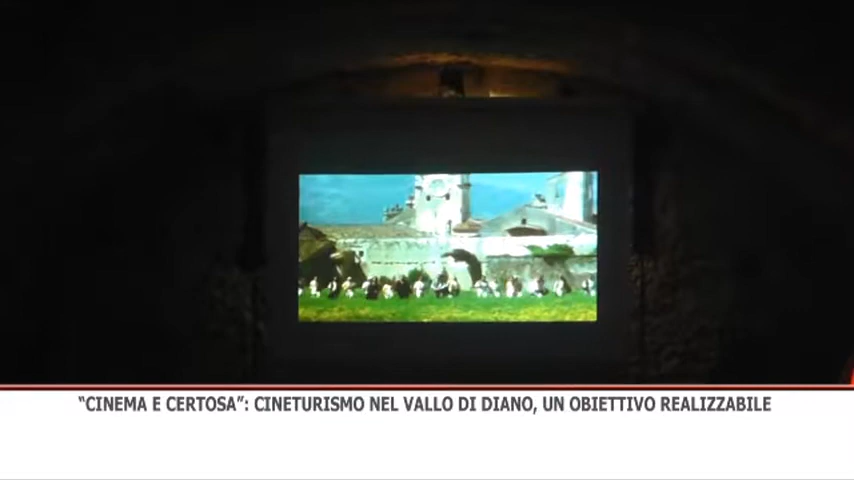 “CINEMA E CERTOSA”: CINETURISMO NEL VALLO DI DIANO, UN OBIETTIVO REALIZZABILE